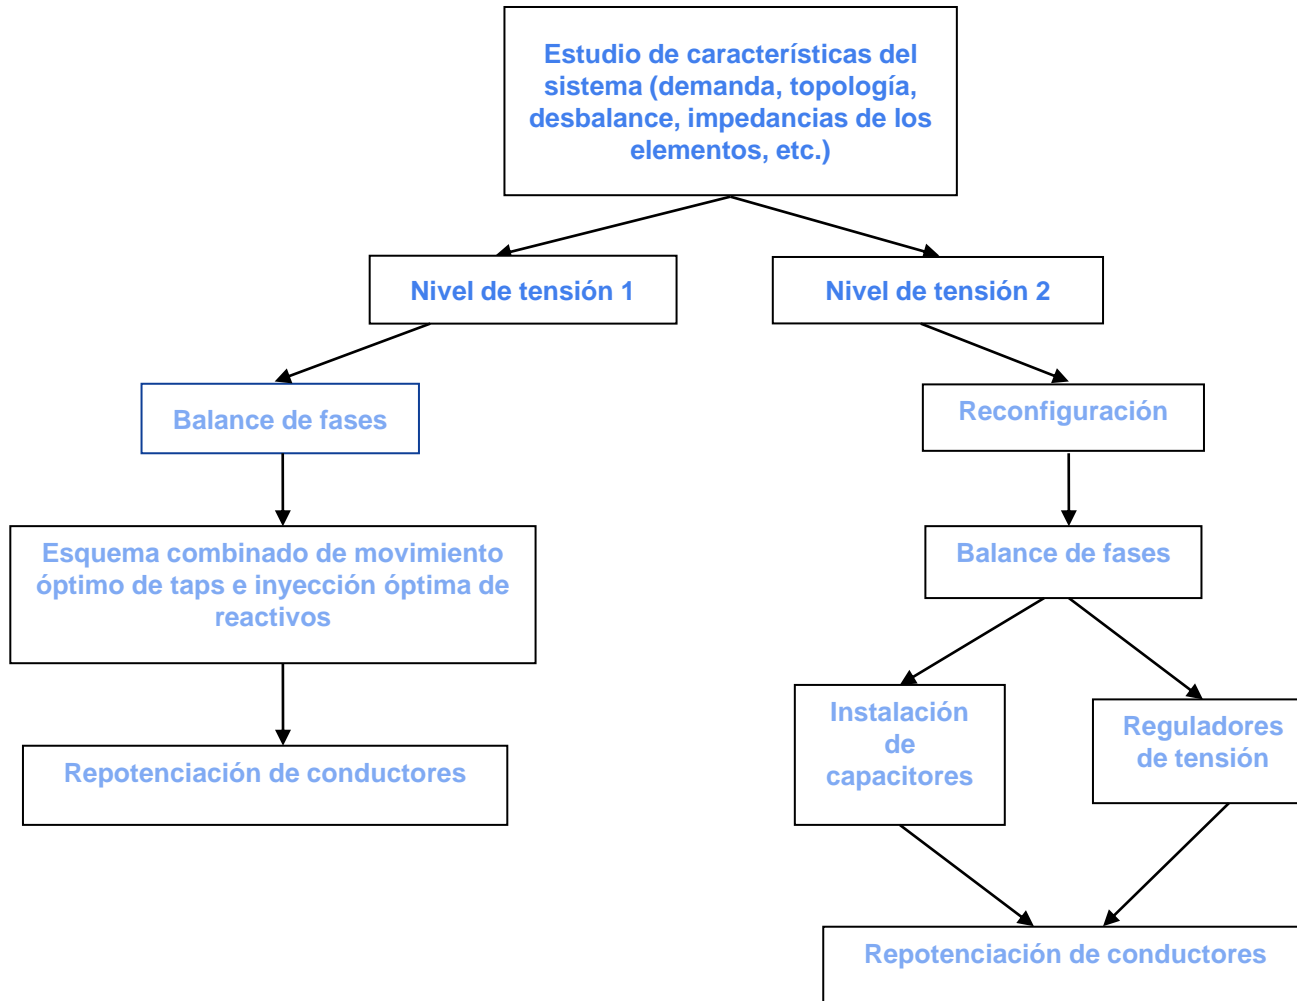 Estudio de características del
sistema (demanda, topología,
desbalance, impedancias de los
elementos, etc.)
Nivel de tensión 1
Nivel de tensión 2
Balance de fases
Reconfiguración
Esquema combinado de movimiento
óptimo de taps e inyección óptima de
reactivos
Balance de fases
Instalación
de
capacitores
Reguladores
de tensión
Repotenciación de conductores
Repotenciación de conductores